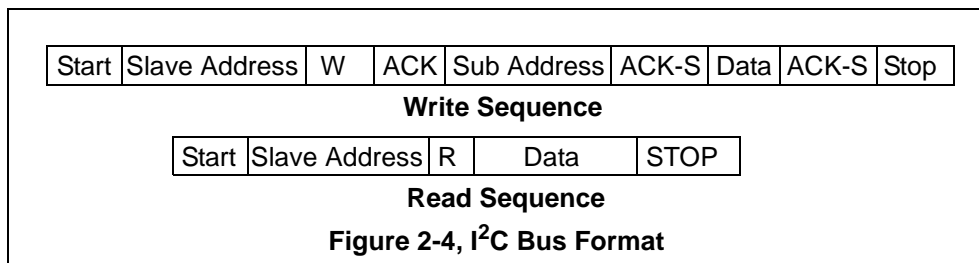 Start Slave Address W ACK Sub Address ACK-S Data ACK-S Stop
Write Sequence
Start Slave Address R Data STOP
Read Sequence
Figure 2-4, I²C Bus Format